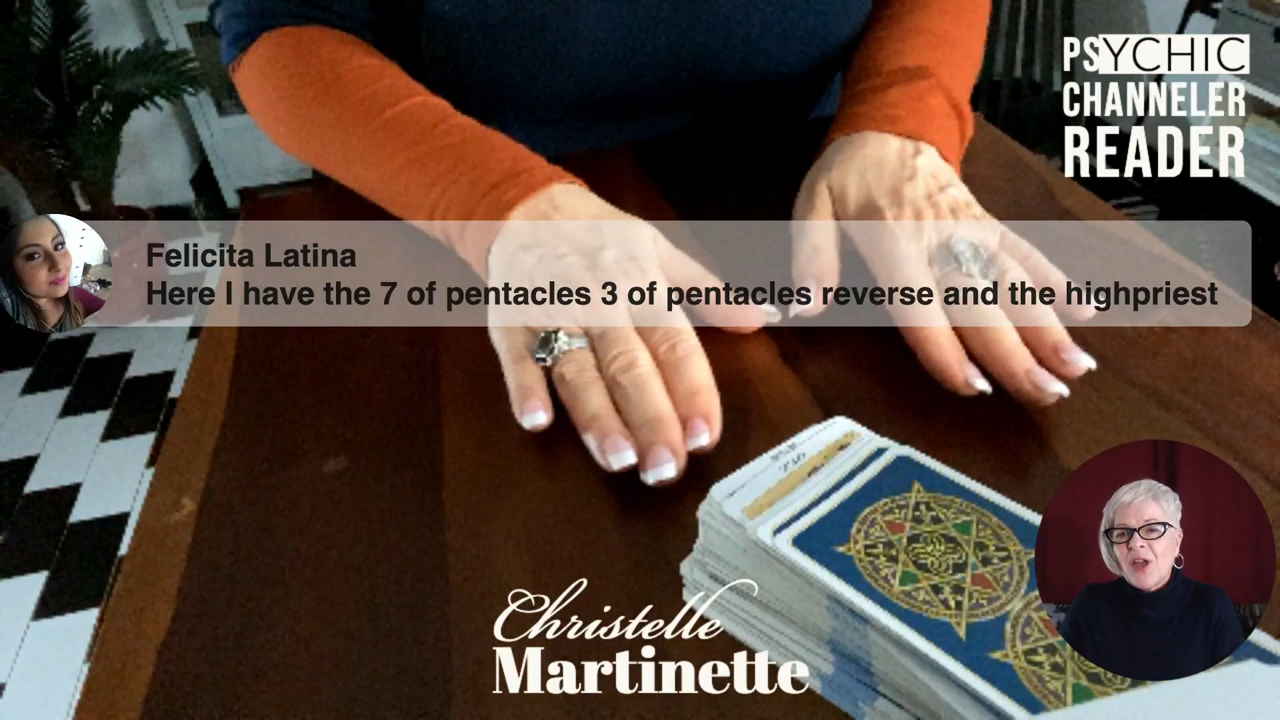 PSYCHIC
CHANNELER
READER
Felicita Latina
Here I have the 7 of pentacles 3 of pentacles reverse and the highpriest
Christelle
Martinette